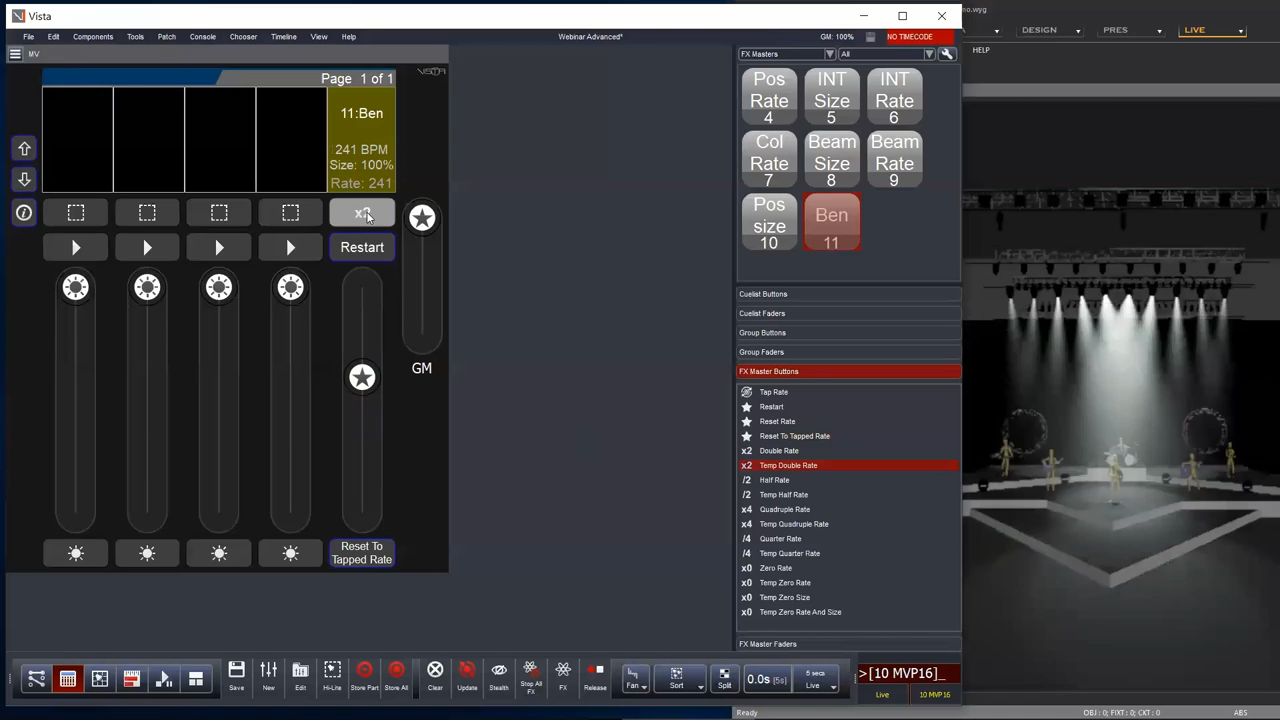 Vista
no.wyg
File Edit Components Tools Patch Console Chooser Timeline View Help
Webinar Advanced*
GM: 100%
NO TIMECODE
DESIGN
PRES
LIVE
HELP
MV
Page 1 of 1
VISTA
11:Ben
241 BPM
Size: 100%
Rate: 241
x2
Restart
GM
Reset To
Tapped Rate
FX Masters
All
Pos
Rate
4
INT
Size
5
INT
Rate
6
Col
Rate
7
Beam
Size
8
Beam
Rate
9
Pos
size
10
Ben
11
Cuelist Buttons
Cuelist Faders
Group Buttons
Group Faders
FX Master Buttons
Tap Rate
Restart
Reset Rate
Reset To Tapped Rate
x2 Double Rate
x2 Temp Double Rate
/2 Half Rate
/2 Temp Half Rate
x4 Quadruple Rate
x4 Temp Quadruple Rate
/4 Quarter Rate
/4 Temp Quarter Rate
x0 Zero Rate
x0 Temp Zero Rate
x0 Temp Zero Size
x0 Temp Zero Rate And Size
FX Master Faders
Save
New
Edit
Hi-Lite
Store Part
Store All
Clear
Update
Stealth
Stop All
FX
FX
Release
Fan
Sort
Split
0.0s [5s]
5 secs
Live
>[10 MVP16]_
Live
10 MVP16
Ready
OBJ : 0; FIXT : 0; CKT : 0
ABS